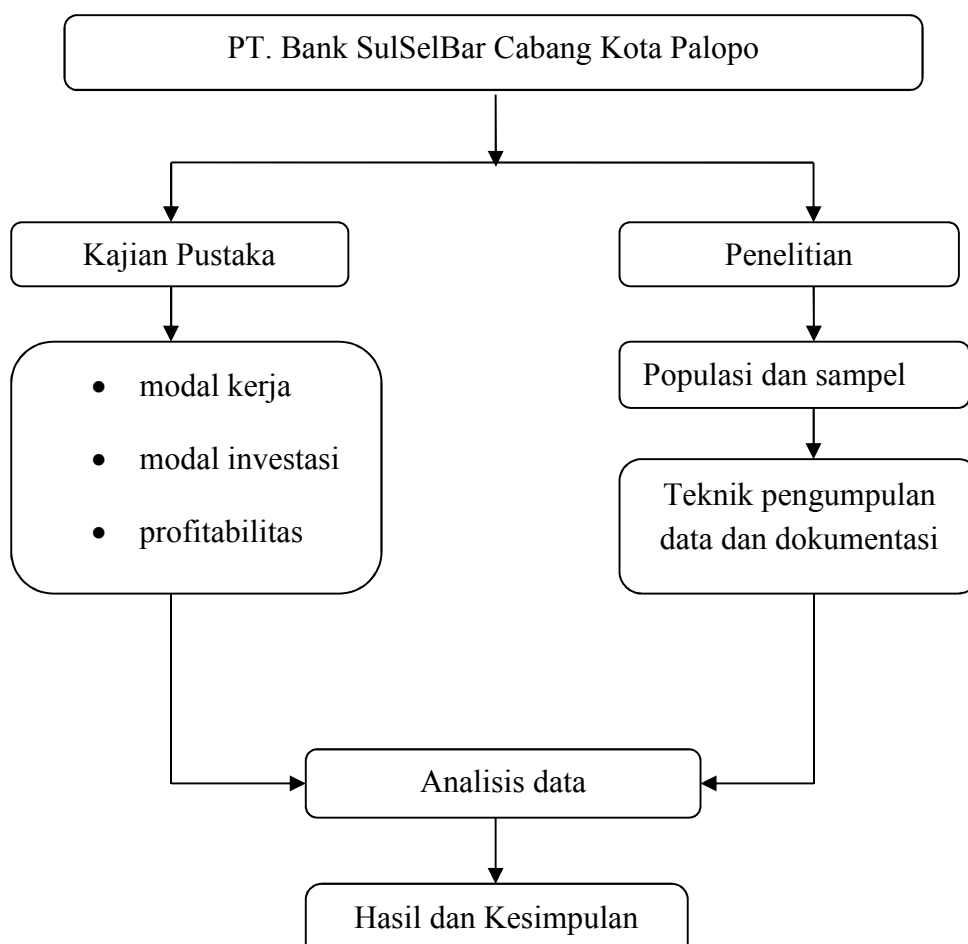 PT. Bank SulSelBar Cabang Kota Palopo
Kajian Pustaka
Penelitian
• modal kerja
• modal investasi
• profitabilitas
Populasi dan sampel
Teknik pengumpulan
data dan dokumentasi
Analisis data
Hasil dan Kesimpulan